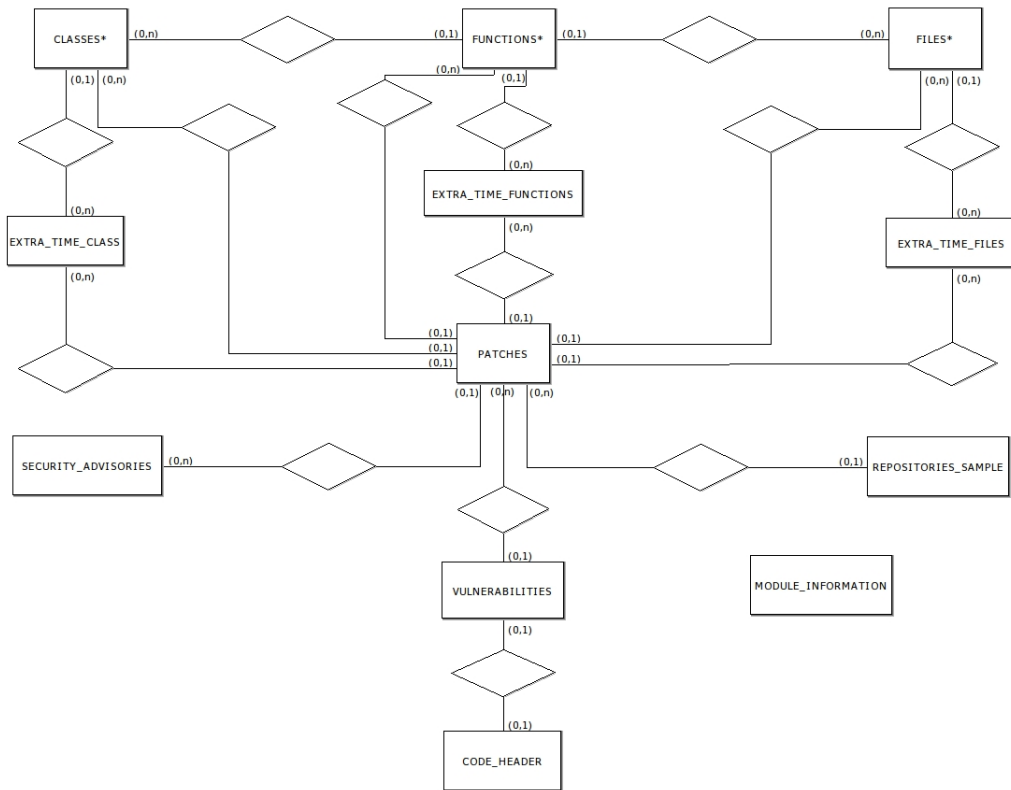 CLASSES*
(0,n)
(0,1)
FUNCTIONS*
(0,1)
(0,n)
FILES*
(0,1)
(0,n)
(0,n)
(0,1)
(0,n)
(0,1)
(0,n)
EXTRA_TIME_FUNCTIONS
(0,n)
(0,n)
EXTRA_TIME_CLASS
(0,n)
(0,n)
EXTRA_TIME_FILES
(0,n)
(0,1)
(0,1)
(0,1)
(0,1)
PATCHES
(0,1)
(0,1)
(0,1)
(0,n)
(0,n)
SECURITY_ADVISORIES
(0,n)
(0,1)
REPOSITORIES_SAMPLE
(0,1)
VULNERABILITIES
(0,1)
MODULE_INFORMATION
(0,1)
CODE_HEADER